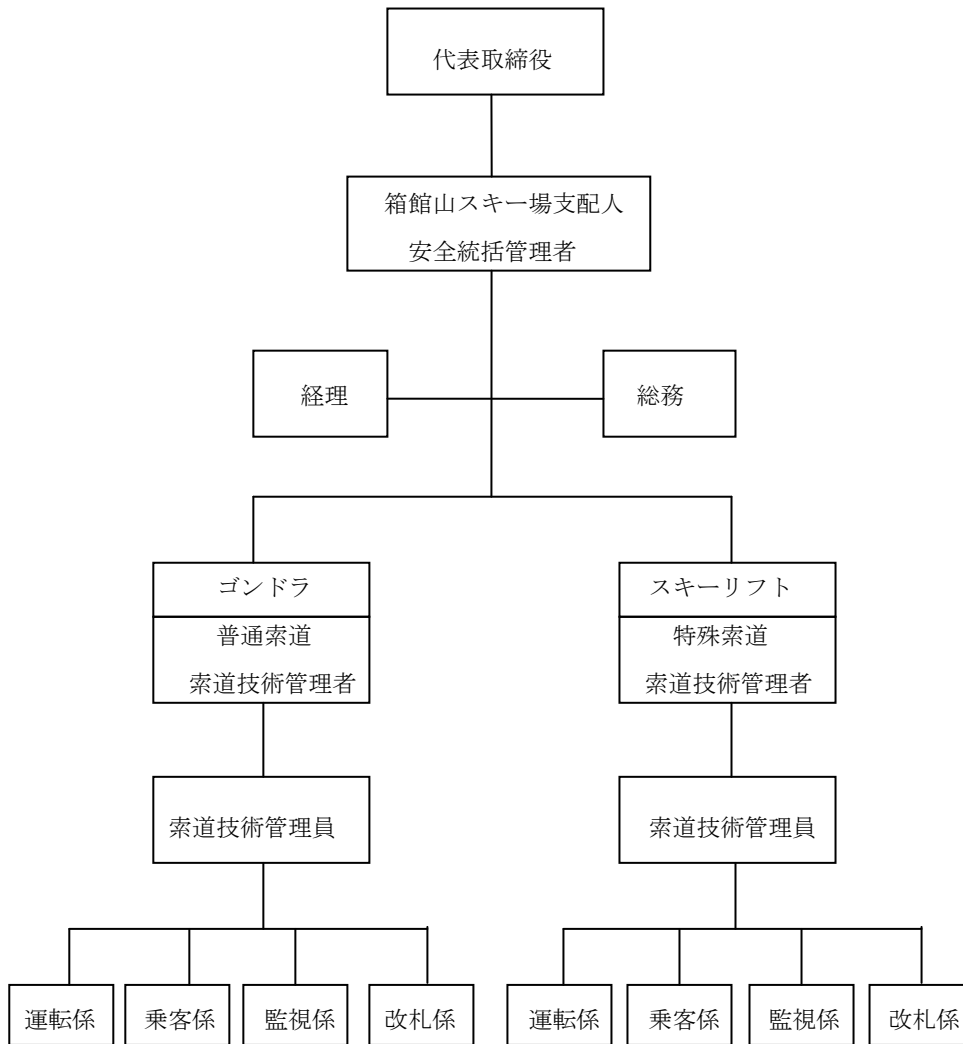 代表取締役
箱館山スキー場支配人
安全統括管理者
経理
総務
ゴンドラ
普通索道
索道技術管理者
スキーリフト
特殊索道
索道技術管理者
索道技術管理員
索道技術管理員
運転係
乗客係
監視係
改札係
運転係
乗客係
監視係
改札係